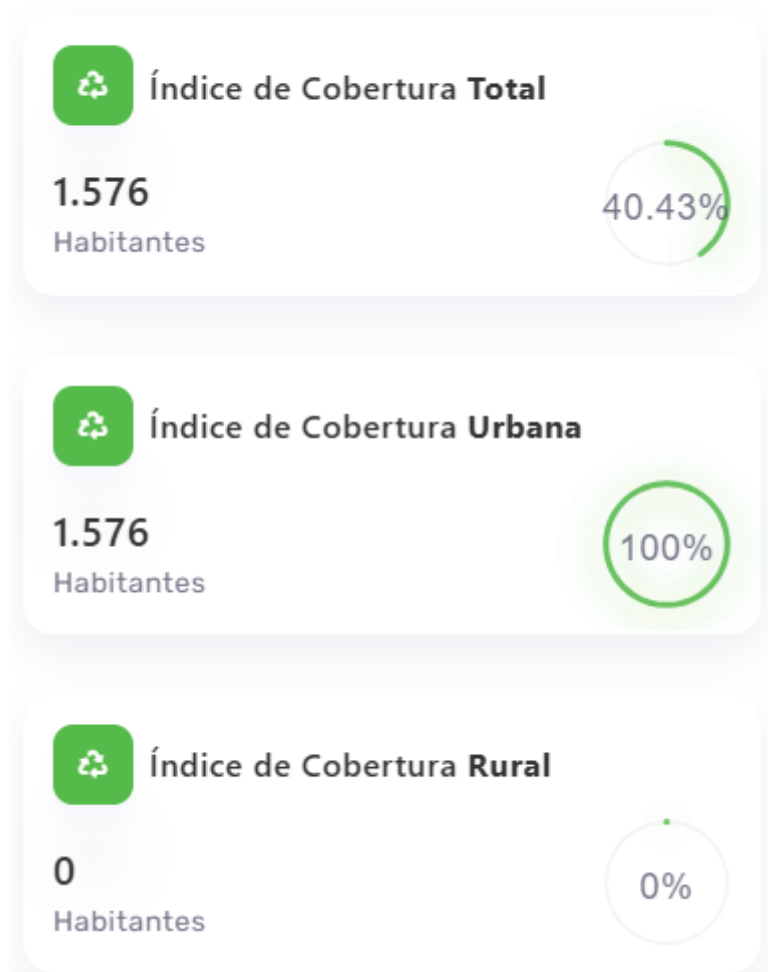 Índice de Cobertura Total
1.576
Habitantes
40.43%
Índice de Cobertura Urbana
1.576
Habitantes
100%
Índice de Cobertura Rural
0
Habitantes
0%